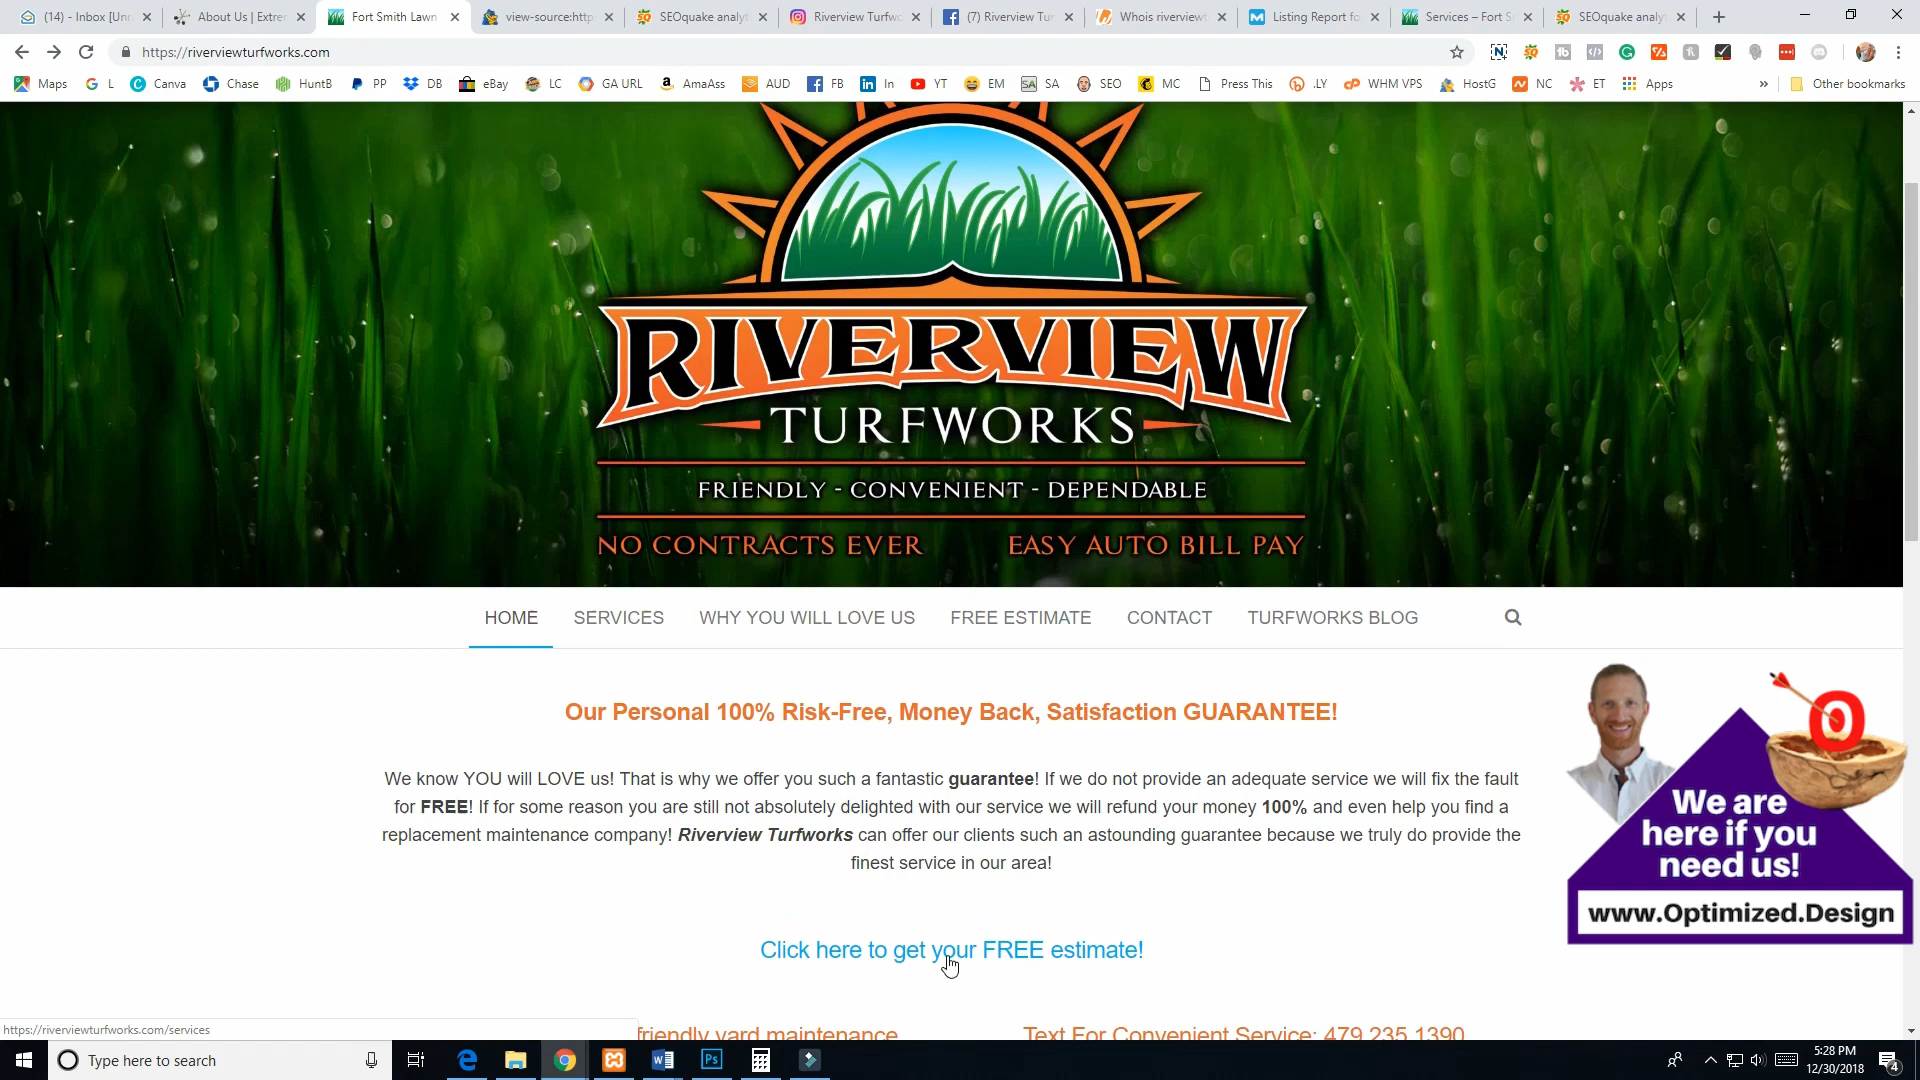 (14) - Inbox [Unr
About Us | Extrer
Fort Smith Lawn
view-source:http
SEOquake analyt
Riverview Turfwo
(7) Riverview Tur
Whois riverviewt
Listing Report fo
Services – Fort S
SEOquake analyt
https://riverviewturfworks.com
Maps
G L
Canva
Chase
HuntB
PP
DB
eBay
LC
GA URL
AmaAss
AUD
FB
In
YT
EM
SA
SEO
MC
Press This
.LY
WHM VPS
HostG
NC
ET
Apps
»
Other bookmarks
RIVERVIEW
TURFWORKS
FRIENDLY - CONVENIENT - DEPENDABLE
NO CONTRACTS EVER EASY AUTO BILL PAY
HOME SERVICES WHY YOU WILL LOVE US FREE ESTIMATE CONTACT TURFWORKS BLOG
Our Personal 100% Risk-Free, Money Back, Satisfaction GUARANTEE!
We know YOU will LOVE us! That is why we offer you such a fantastic guarantee! If we do not provide an adequate service we will fix the fault
for FREE! If for some reason you are still not absolutely delighted with our service we will refund your money 100% and even help you find a
replacement maintenance company! Riverview Turfworks can offer our clients such an astounding guarantee because we truly do provide the
finest service in our area!
Click here to get your FREE estimate!
We are
here if you
need us!
www.Optimized.Design
https://riverviewturfworks.com/services
friendly yard maintenance
Text For Convenient Service: 479.235.1390
Type here to search
5:28 PM
12/30/2018
4